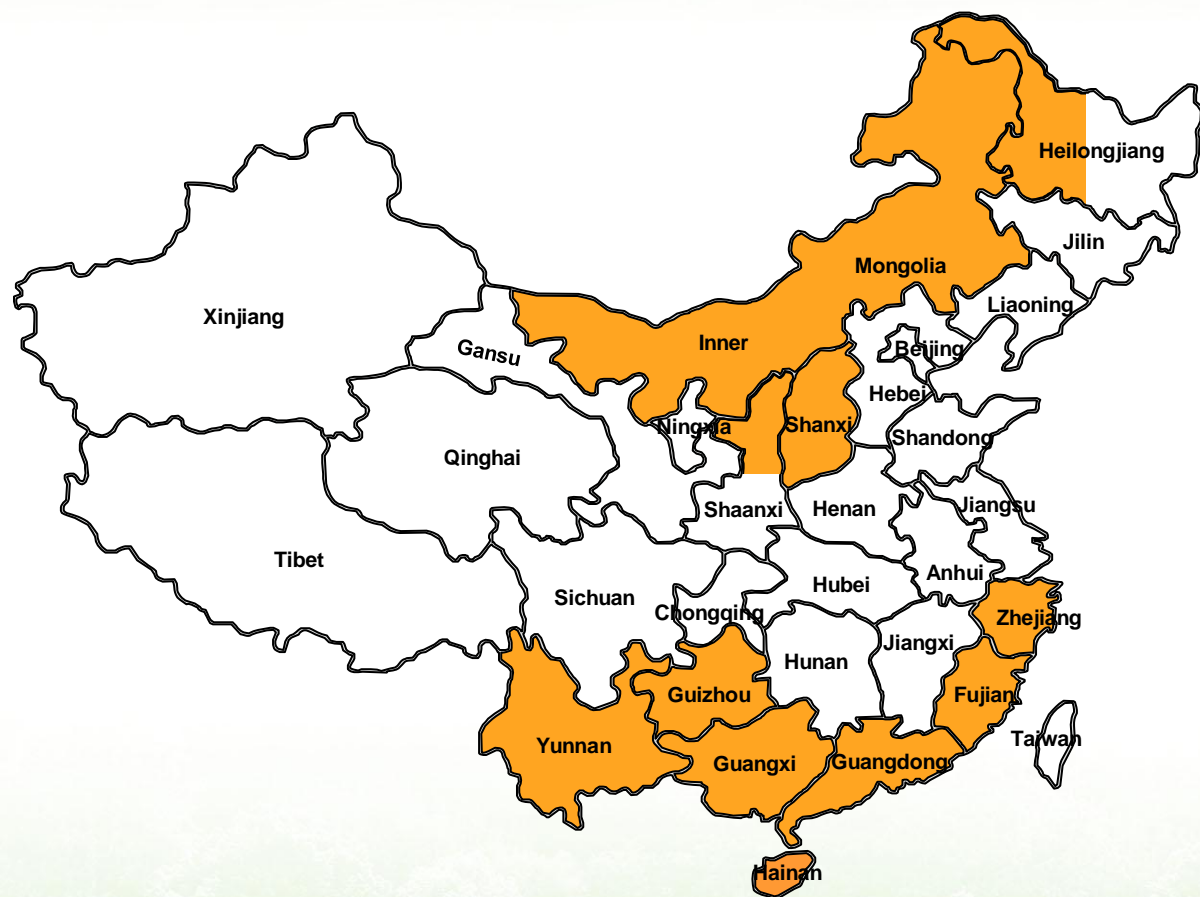 Heilongjiang
Jilin
Mongolia
Liaoning
Xinjiang
Inner
Beijing
Gansu
Hebei
Ningxia
Shanxi
Shandong
Qinghai
Shaanxi
Henan
Jiangsu
Tibet
Anhui
Hubei
Sichuan
Chongqing
Zhejiang
Jiangxi
Hunan
Guizhou
Fujian
Taiwan
Yunnan
Guangxi
Guangdong
Hainan